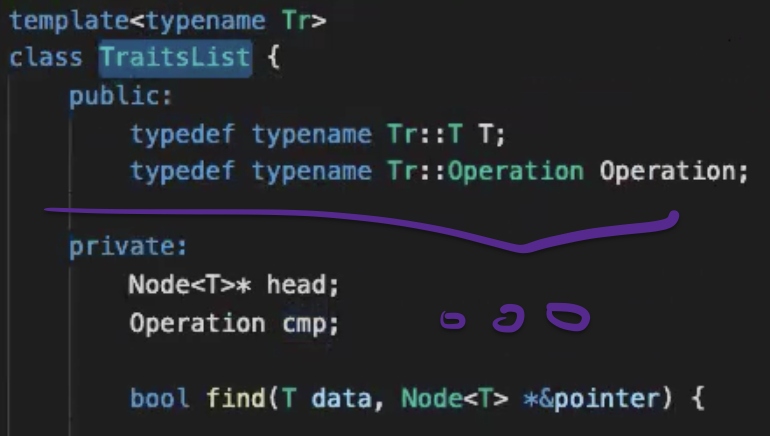 template<typename Tr>
class TraitsList {
public:
typedef typename Tr::T T;
typedef typename Tr::Operation Operation;
private:
Node<T>* head;
Operation cmp;
bool find(T data, Node<T> *&pointer) {